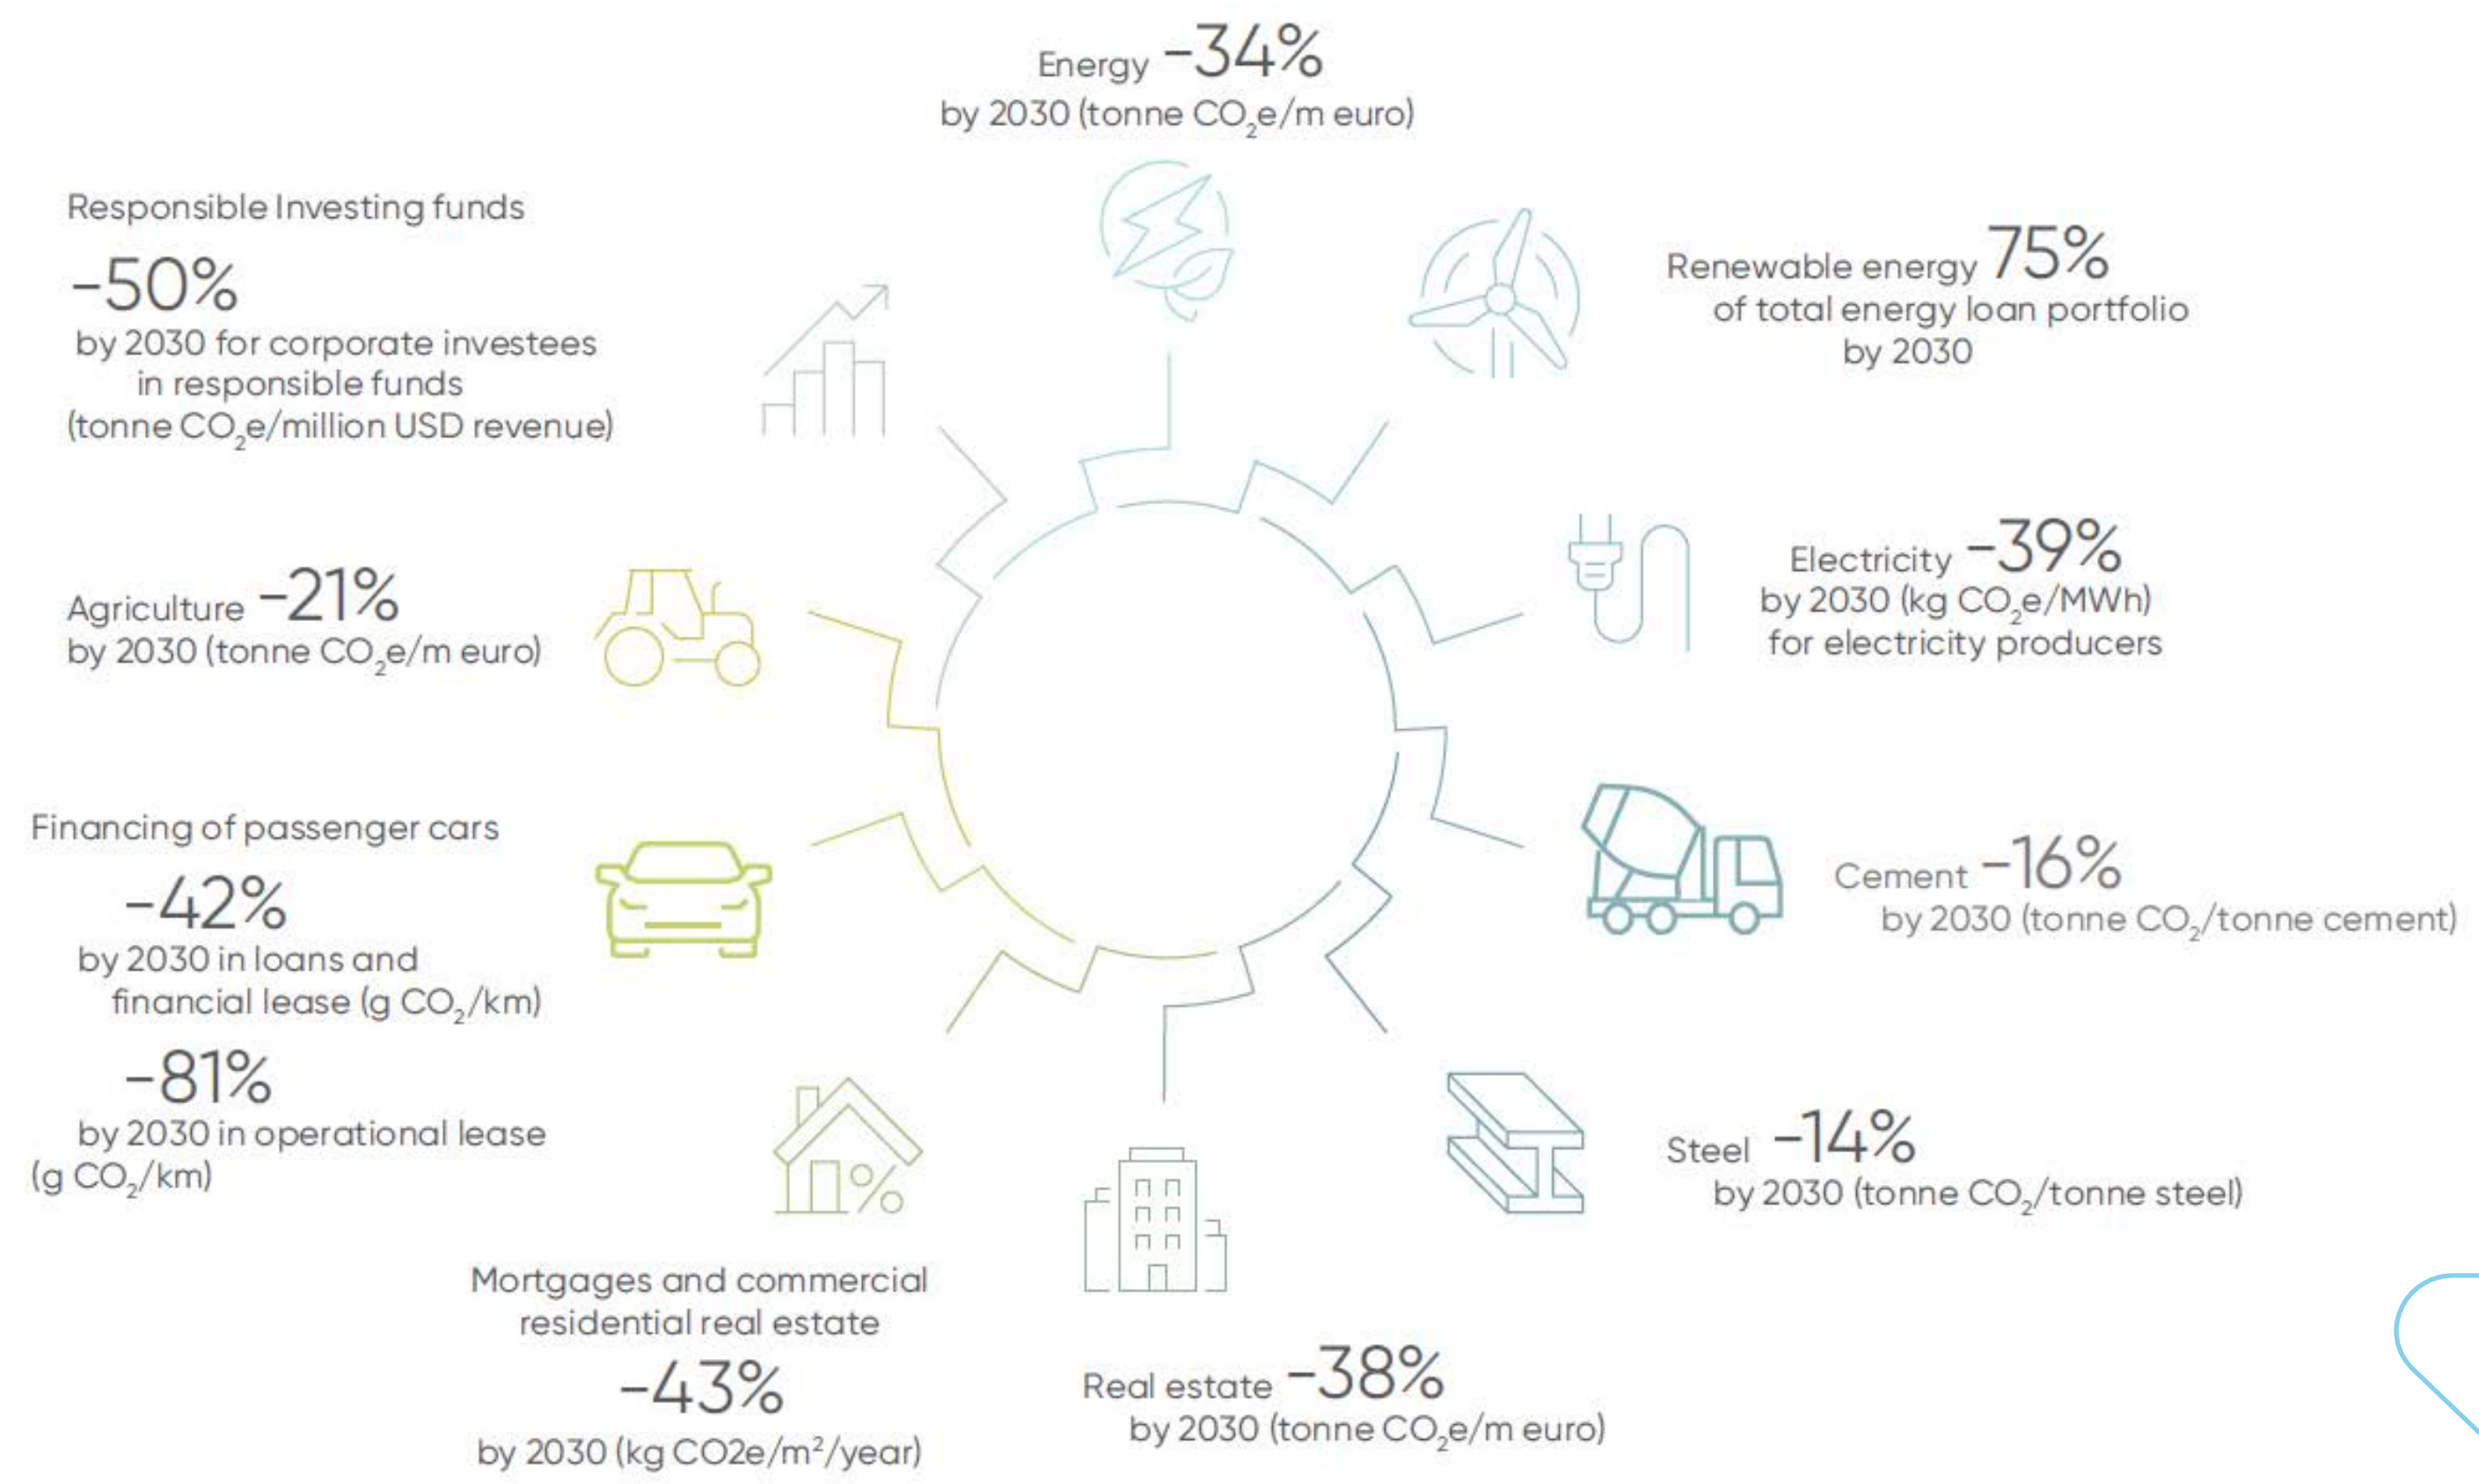 Energy -34%
by 2030 (tonne CO₂e/m euro)
Renewable energy 75%
of total energy loan portfolio
by 2030
Electricity -39%
by 2030 (kg CO₂e/MWh)
for electricity producers
Cement -16%
by 2030 (tonne CO₂/tonne cement)
Steel -14%
by 2030 (tonne CO₂/tonne steel)
Real estate -38%
by 2030 (tonne CO₂e/m euro)
Mortgages and commercial
residential real estate
-43%
by 2030 (kg CO2e/m²/year)
Financing of passenger cars
-42%
by 2030 in loans and
financial lease (g CO₂/km)
-81%
by 2030 in operational lease
(g CO₂/km)
Agriculture -21%
by 2030 (tonne CO₂e/m euro)
Responsible Investing funds
-50%
by 2030 for corporate investees
in responsible funds
(tonne CO₂e/million USD revenue)
%